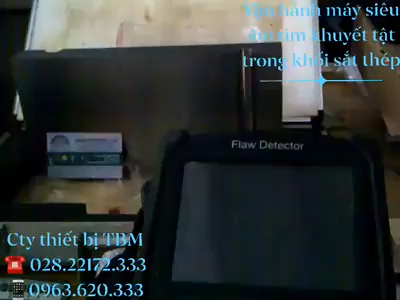 Vận hành máy siêu
âm tìm khuyết tật
trong khối sắt thép
Flaw Detector
Cty thiết bị TBM
☎️ 028.22172.333
📱0963.620.333